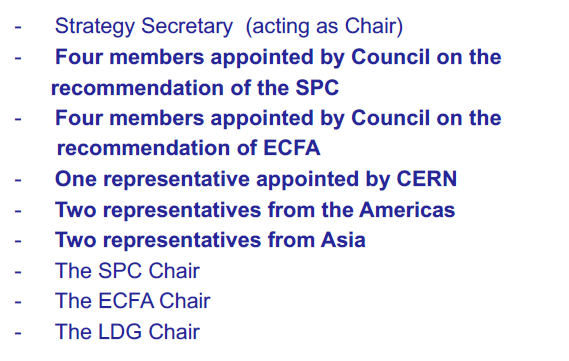 - Strategy Secretary  (acting as Chair)
- Four members appointed by Council on the
recommendation of the SPC
- Four members appointed by Council on the
recommendation of ECFA
- One representative appointed by CERN
- Two representatives from the Americas
- Two representatives from Asia
- The SPC Chair
- The ECFA Chair
- The LDG Chair